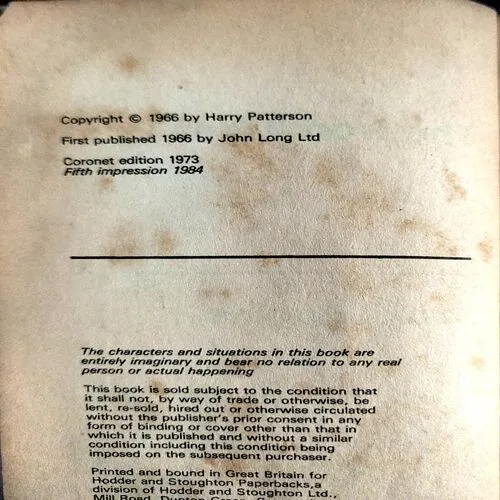 Copyright © 1966 by Harry Patterson
First published 1966 by John Long Ltd
Coronet edition 1973
Fifth impression 1984
The characters and situations in this book are
entirely imaginary and bear no relation to any real
person or actual happening
This book is sold subject to the condition that
it shall not, by way of trade or otherwise, be
lent, re-sold, hired out or otherwise circulated
without the publisher's prior consent in any
form of binding or cover other than that in
which it is published and without a similar
condition including this condition being
imposed on the subsequent purchaser.
Printed and bound in Great Britain for
Hodder and Stoughton Paperbacks,a
division of Hodder and Stoughton Ltd.,
Mill Road, Dunton Green